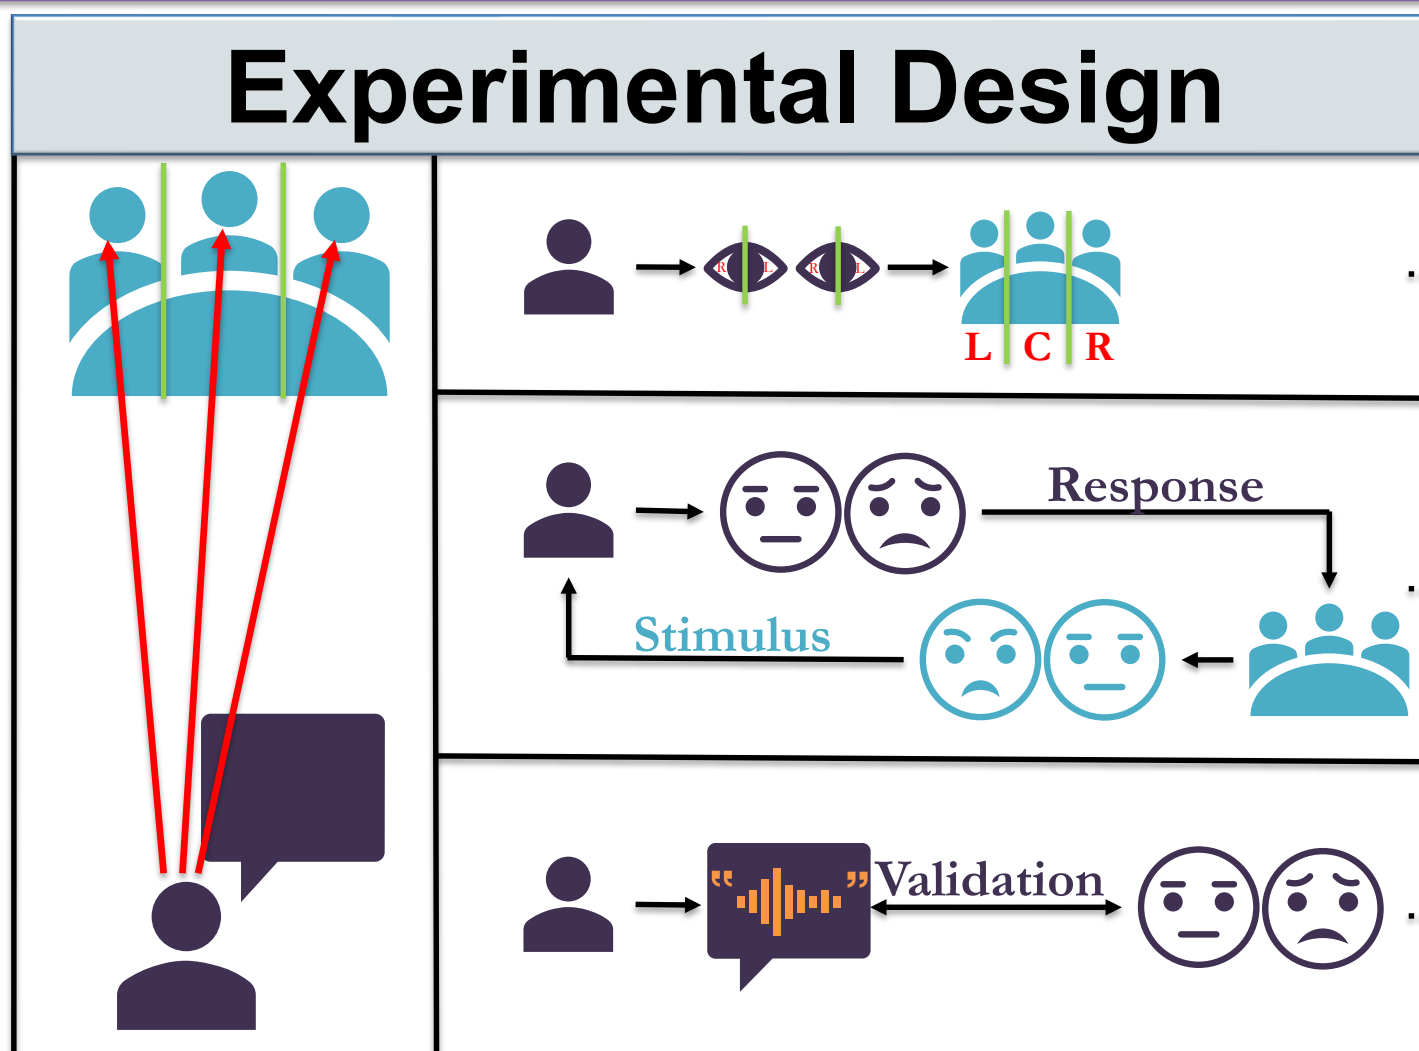 Experimental Design
R L R L
L C R
Response
Stimulus
“ ”
Validation